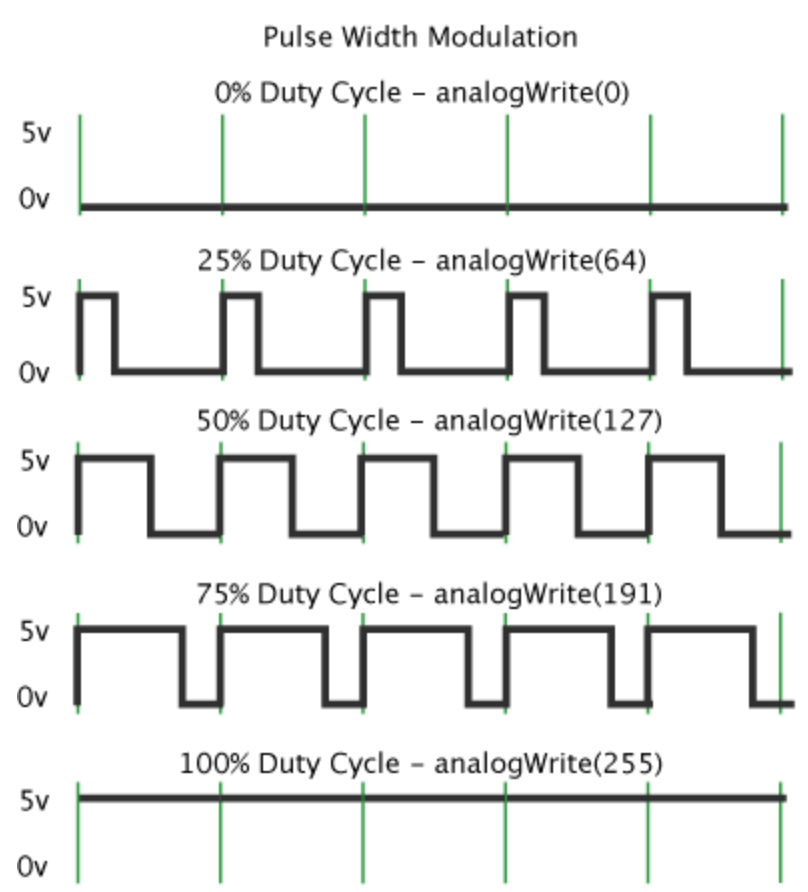 Pulse Width Modulation
0% Duty Cycle – analogWrite(0)
5v
0v
25% Duty Cycle – analogWrite(64)
5v
0v
50% Duty Cycle – analogWrite(127)
5v
0v
75% Duty Cycle – analogWrite(191)
5v
0v
100% Duty Cycle – analogWrite(255)
5v
0v